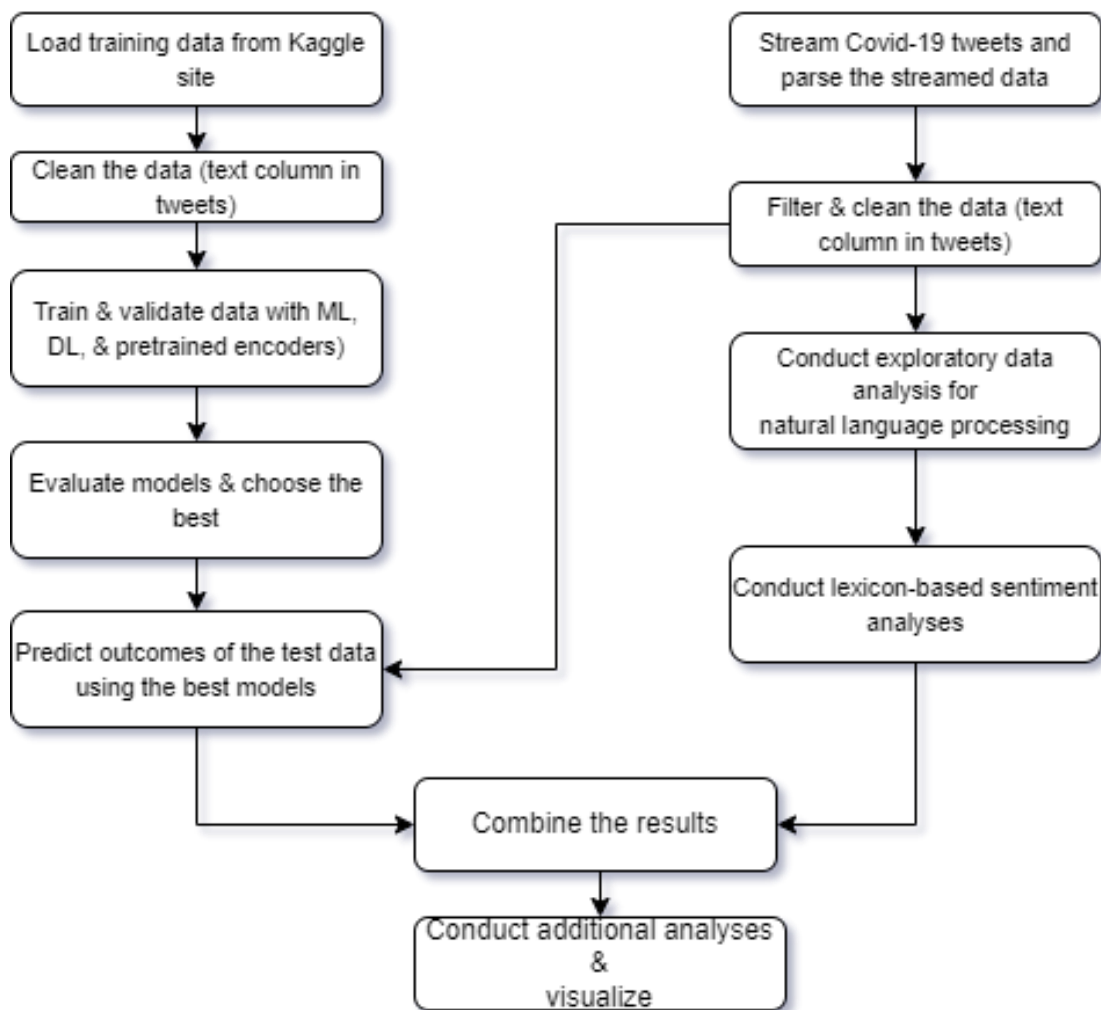 Load training data from Kaggle
site
Clean the data (text column in
tweets)
Train & validate data with ML,
DL, & pretrained encoders)
Evaluate models & choose the
best
Predict outcomes of the test data
using the best models
Stream Covid-19 tweets and
parse the streamed data
Filter & clean the data (text
column in tweets)
Conduct exploratory data
analysis for
natural language processing
Conduct lexicon-based sentiment
analyses
Combine the results
Conduct additional analyses
&
visualize